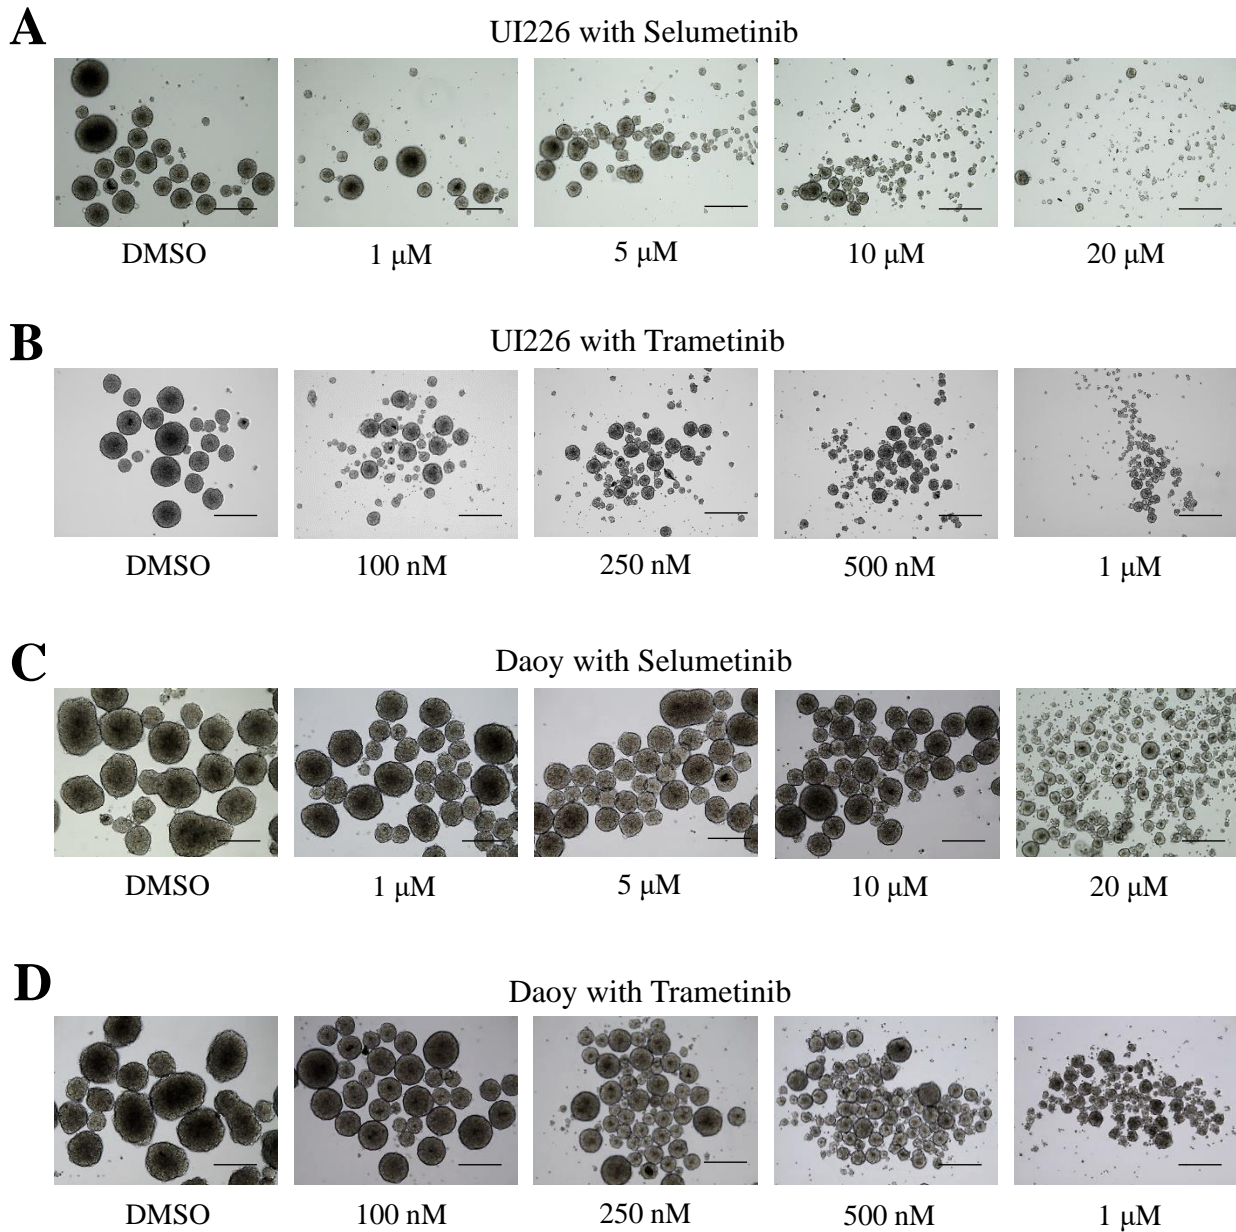 A
UI226 with Selumetinib
DMSO
1 μM
5 μM
10 μM
20 μM
B
UI226 with Trametinib
DMSO
100 nM
250 nM
500 nM
1 μM
C
Daoy with Selumetinib
DMSO
1 μM
5 μM
10 μM
20 μM
D
Daoy with Trametinib
DMSO
100 nM
250 nM
500 nM
1 μM